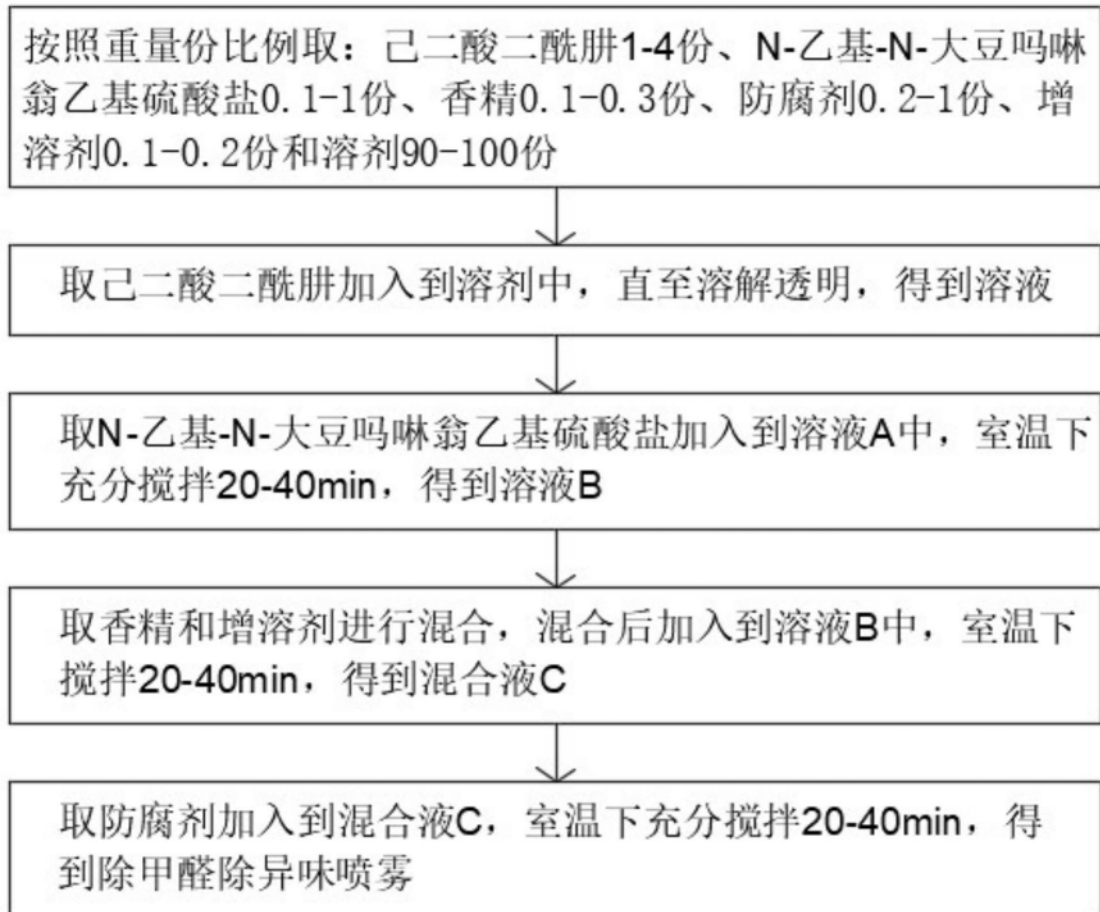 按照重量份比例取：己二酸二酰肼1-4份、N-乙基-N-大豆吗啉
翁乙基硫酸盐0.1-1份、香精0.1-0.3份、防腐剂0.2-1份、增
溶剂0.1-0.2份和溶剂90-100份
取己二酸二酰肼加入到溶剂中，直至溶解透明，得到溶液
取N-乙基-N-大豆吗啉翁乙基硫酸盐加入到溶液A中，室温下
充分搅拌20-40min，得到溶液B
取香精和增溶剂进行混合，混合后加入到溶液B中，室温下
搅拌20-40min，得到混合液C
取防腐剂加入到混合液C，室温下充分搅拌20-40min，得
到除甲醛除异味喷雾